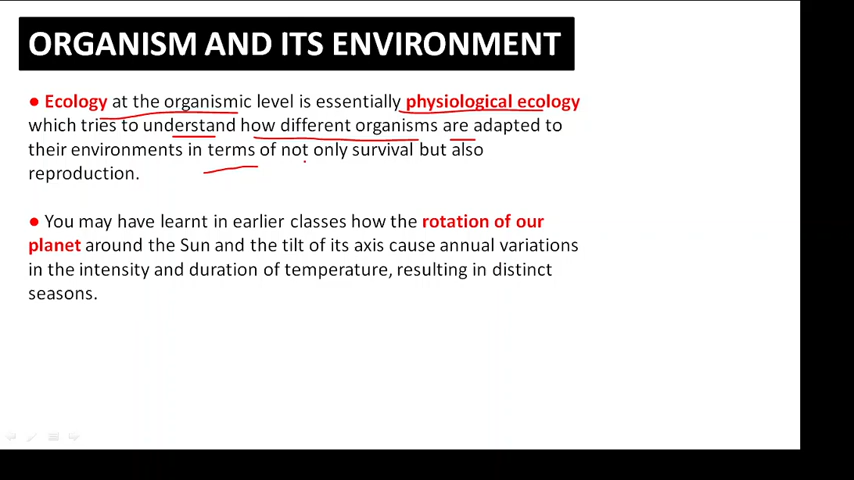 ORGANISM AND ITS ENVIRONMENT
● Ecology at the organismic level is essentially physiological ecology
which tries to understand how different organisms are adapted to
their environments in terms of not only survival but also
reproduction.
● You may have learnt in earlier classes how the rotation of our
planet around the Sun and the tilt of its axis cause annual variations
in the intensity and duration of temperature, resulting in distinct
seasons.